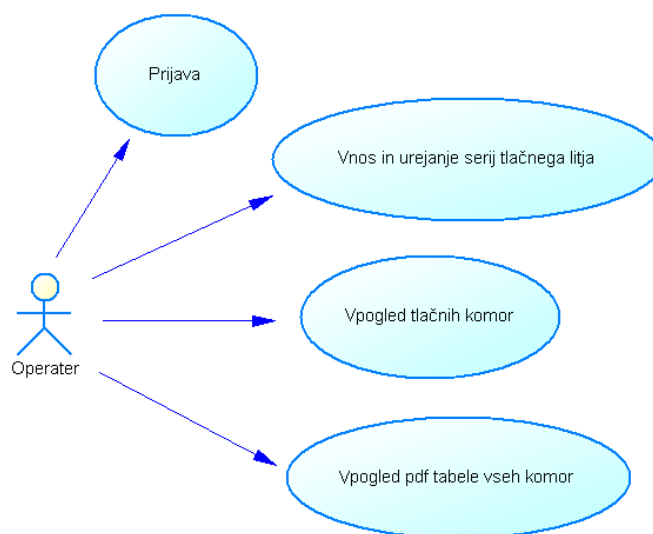 Prijava
Vnos in urejanje serij tlačnega litja
Vpogled tlačnih komor
Operater
Vpogled pdf tabele vseh komor